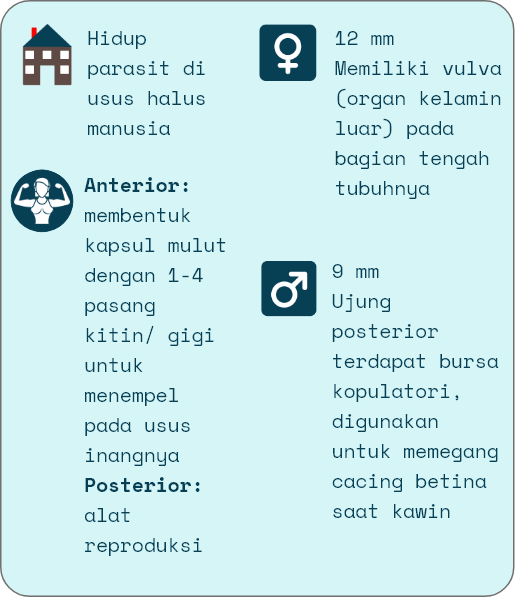 Hidup
parasit di
usus halus
manusia
Anterior:
membentuk
kapsul mulut
dengan 1-4
pasang
kitin/ gigi
untuk
menempel
pada usus
inangnya
Posterior:
alat
reproduksi
12 mm
Memiliki vulva
(organ kelamin
luar) pada
bagian tengah
tubuhnya
9 mm
Ujung
posterior
terdapat bursa
kopulatori,
digunakan
untuk memegang
cacing betina
saat kawin